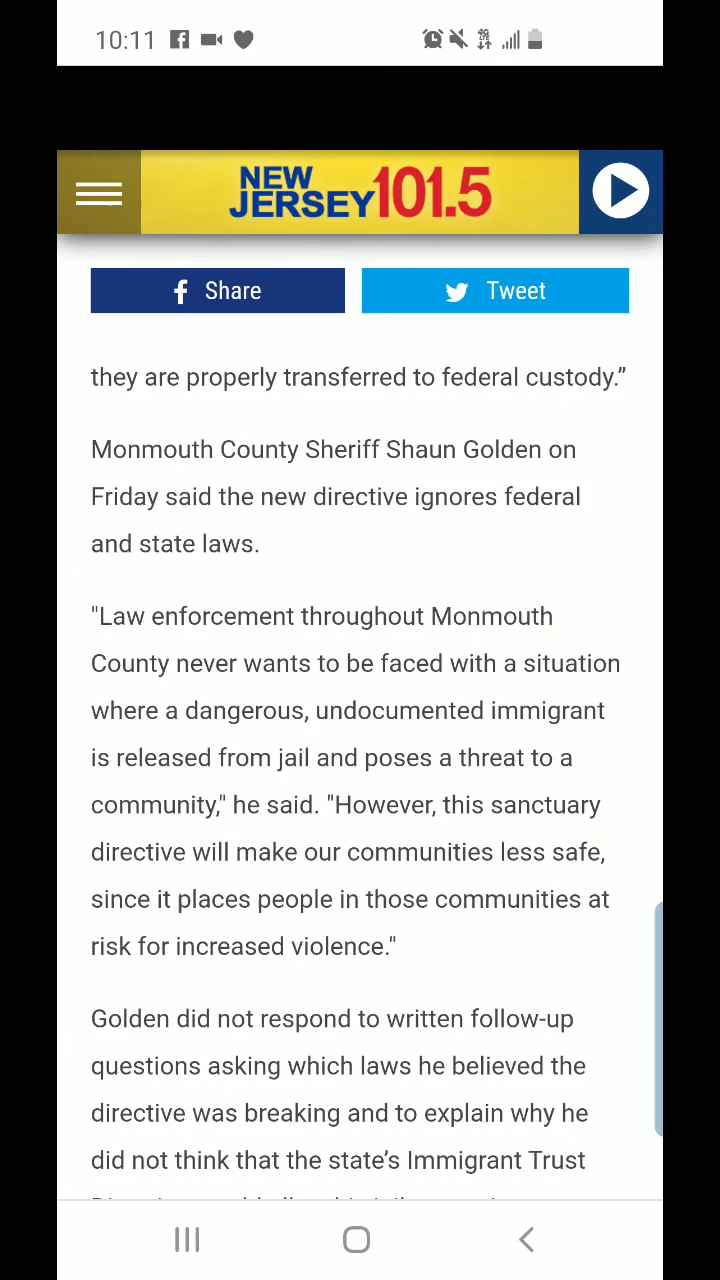 10:11
NEW
JERSEY 101.5
Share
Tweet
they are properly transferred to federal custody.”
Monmouth County Sheriff Shaun Golden on
Friday said the new directive ignores federal
and state laws.
"Law enforcement throughout Monmouth
County never wants to be faced with a situation
where a dangerous, undocumented immigrant
is released from jail and poses a threat to a
community," he said. "However, this sanctuary
directive will make our communities less safe,
since it places people in those communities at
risk for increased violence."
Golden did not respond to written follow-up
questions asking which laws he believed the
directive was breaking and to explain why he
did not think that the state’s Immigrant Trust